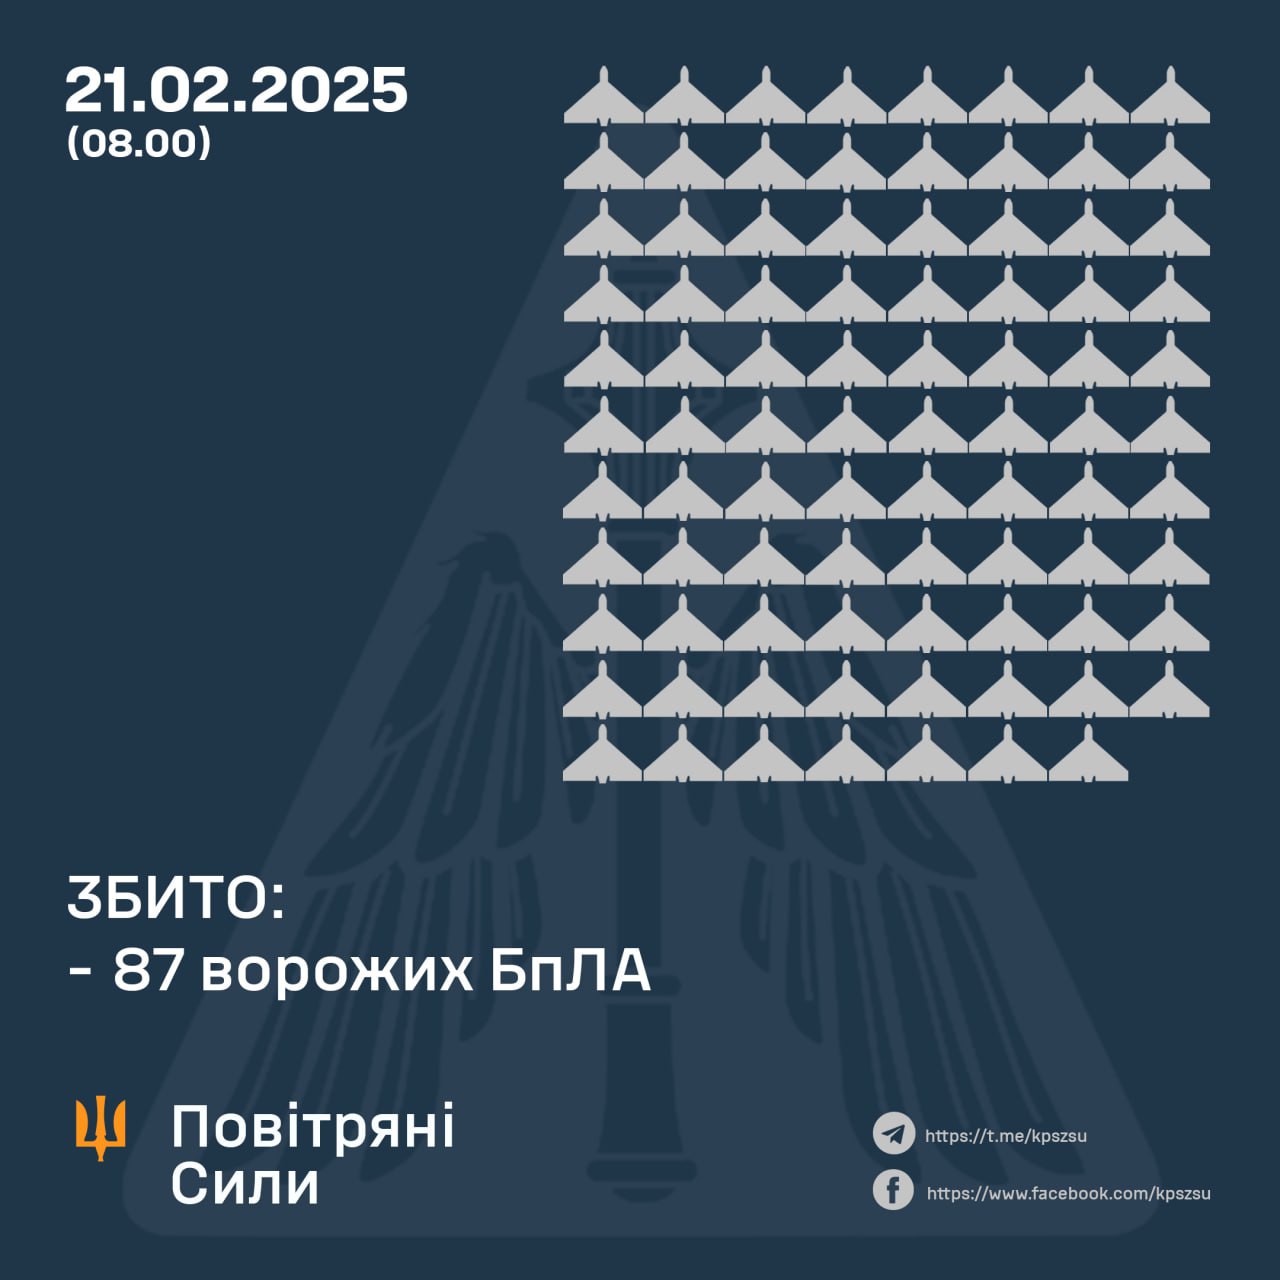 21.02.2025
(08.00)
ЗБИТО:
- 87 ворожих БпЛА
Повітряні
Сили
https://t.me/kpszsu
https://www.facebook.com/kpszsu